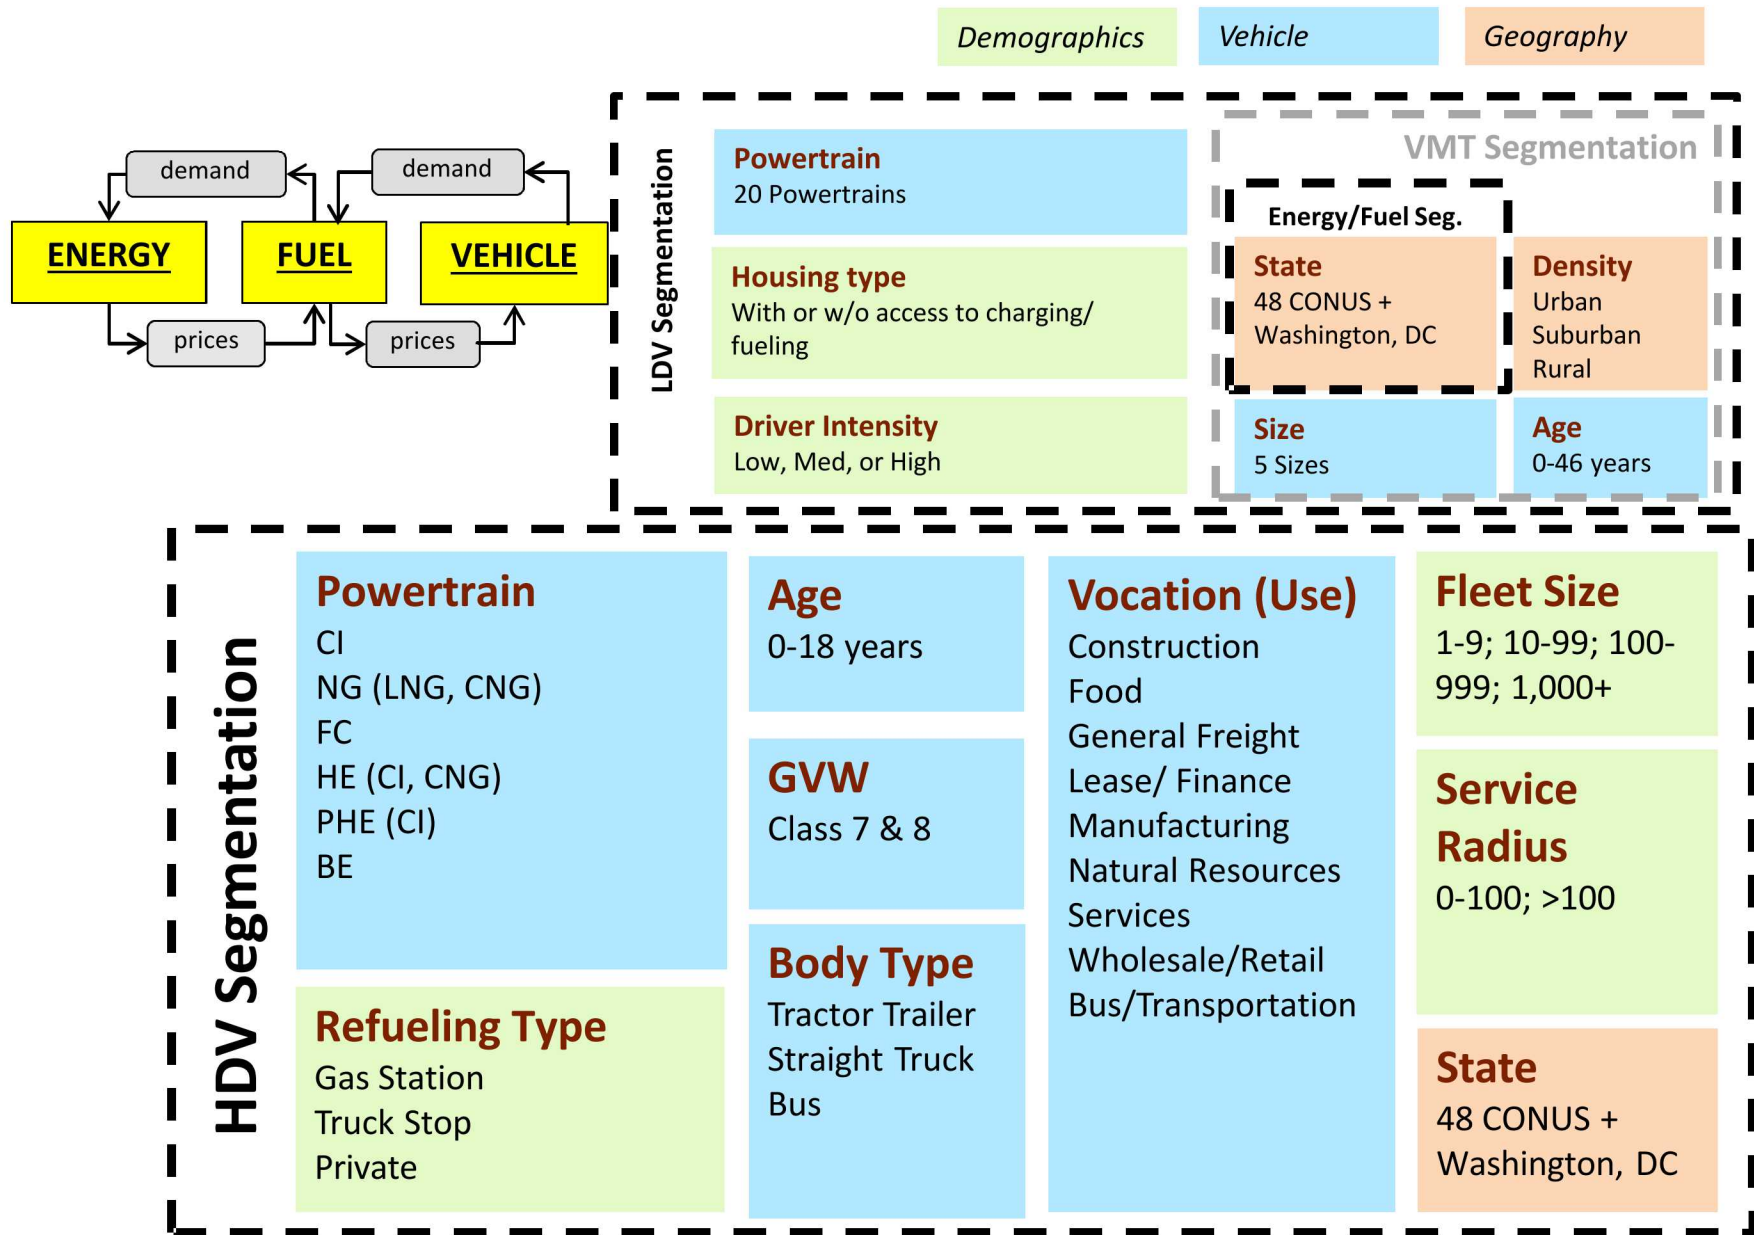 Demographics
Vehicle
Geography
demand
demand
ENERGY
FUEL
VEHICLE
prices
prices
LDV Segmentation
Powertrain
20 Powertrains
Housing type
With or w/o access to charging/
fueling
Driver Intensity
Low, Med, or High
VMT Segmentation
Energy/Fuel Seg.
State
48 CONUS +
Washington, DC
Density
Urban
Suburban
Rural
Size
5 Sizes
Age
0-46 years
HDV Segmentation
Powertrain
CI
NG (LNG, CNG)
FC
HE (CI, CNG)
PHE (CI)
BE
Refueling Type
Gas Station
Truck Stop
Private
Age
0-18 years
GVW
Class 7 & 8
Body Type
Tractor Trailer
Straight Truck
Bus
Vocation (Use)
Construction
Food
General Freight
Lease/ Finance
Manufacturing
Natural Resources
Services
Wholesale/Retail
Bus/Transportation
Fleet Size
1-9; 10-99; 100-
999; 1,000+
Service
Radius
0-100; >100
State
48 CONUS +
Washington, DC